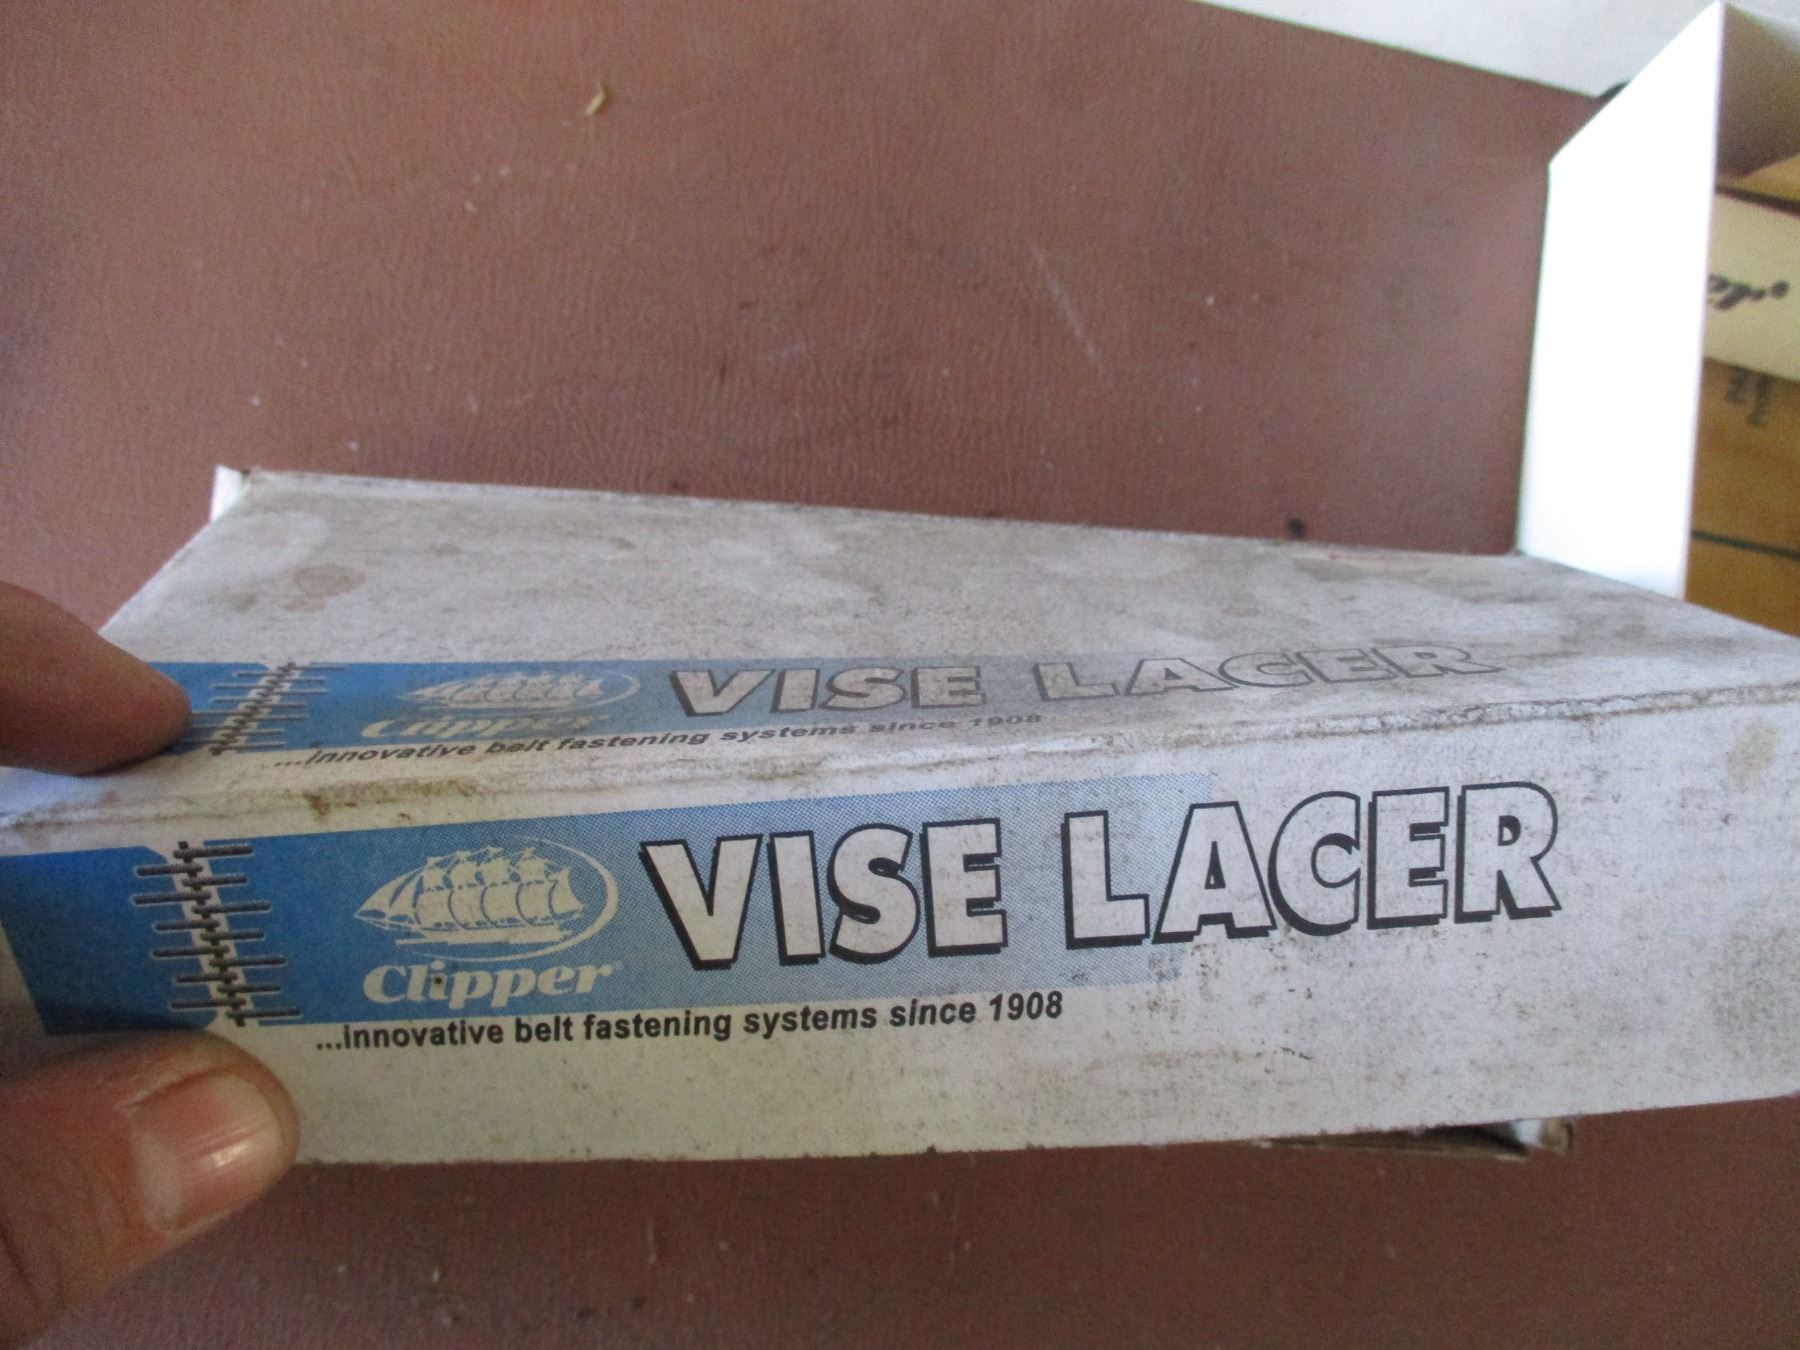 Clipper
VISE LACER
...innovative belt fastening systems since 1908
Clipper
VISE LACER
...innovative belt fastening systems since 1908